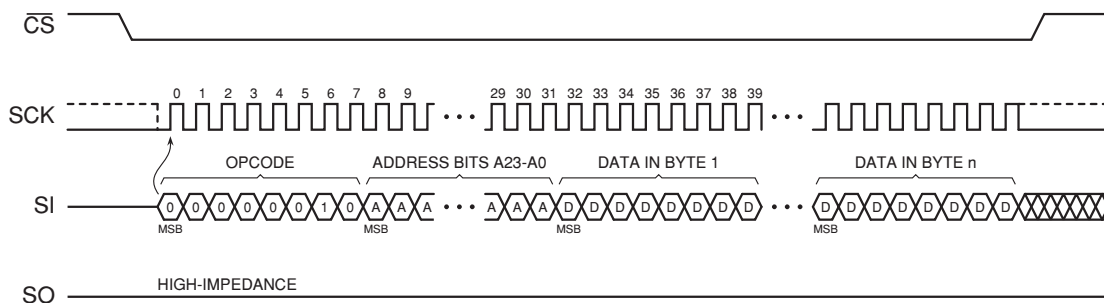 CS
0 1 2 3 4 5 6 7 8 9 29 30 31 32 33 34 35 36 37 38 39
SCK
OPCODE ADDRESS BITS A23-A0 DATA IN BYTE 1 DATA IN BYTE n
SI 0 0 0 0 0 0 1 0 A A A A A A D D D D D D D D D D D D D D D D
MSB MSB MSB MSB
HIGH-IMPEDANCE
SO